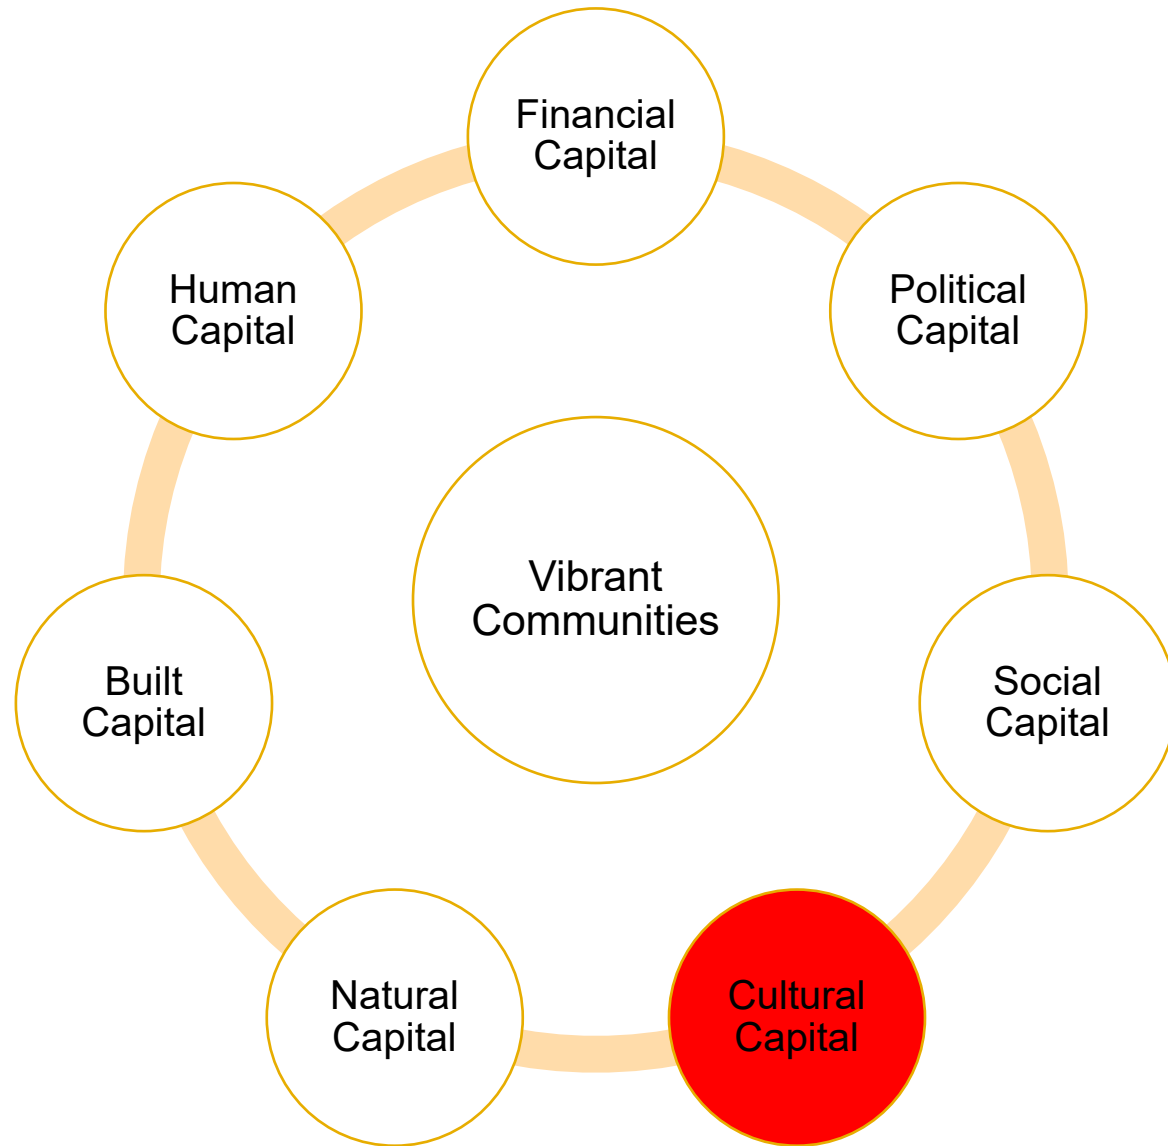 Financial
Capital
Political
Capital
Social
Capital
Cultural
Capital
Natural
Capital
Built
Capital
Human
Capital
Vibrant
Communities